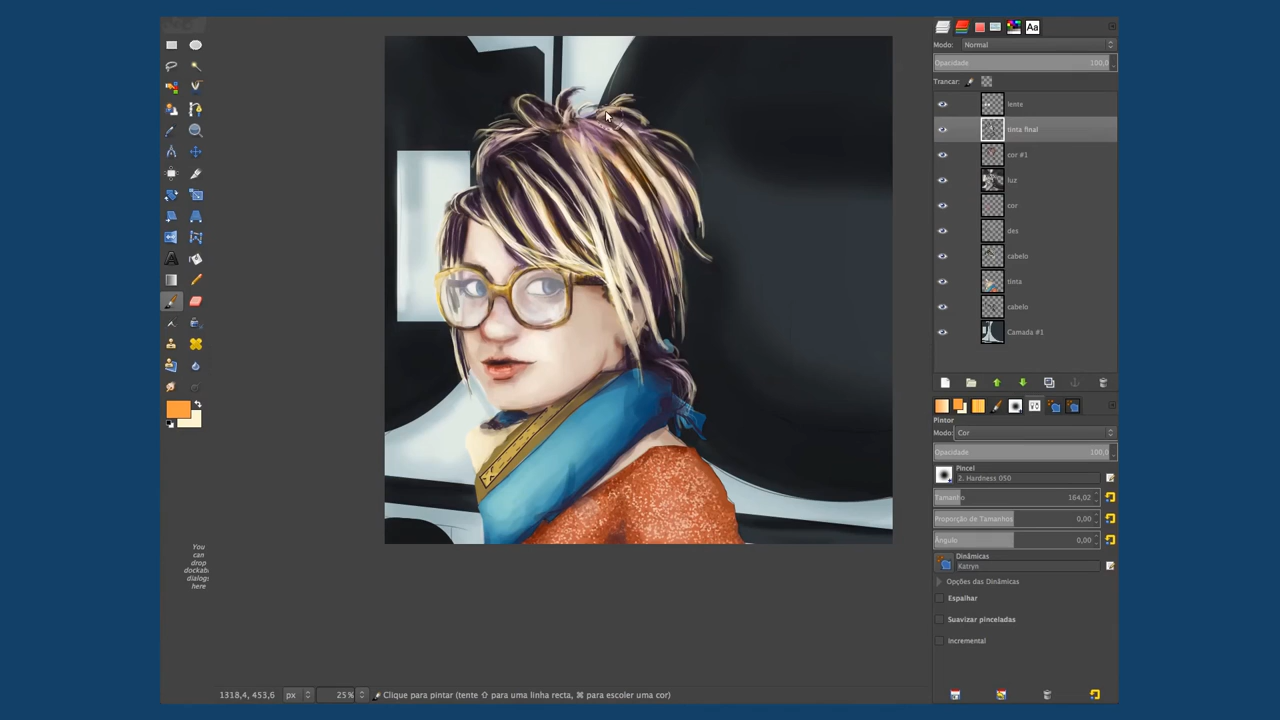 Aa
Modo: Normal
Opacidade 100,0
Trancar:
lente
tinta final
cor #1
luz
cor
des
cabelo
tinta
cabelo
Camada #1
Pintor
Modo: Cor
Opacidade 100,0
Pincel
2. Hardness 050
Tamanho 164,02
Proporção de Tamanhos 0,00
Ângulo 0,00
Dinâmicas
Katryn
Opções das Dinâmicas
Espalhar
Suavizar pinceladas
Incremental
You
can
drop
dockable
dialogs
here
1318,4, 453,6 px 25% Clique para pintar (tente ⇧ para uma linha recta, ⌘ para escoler uma cor)